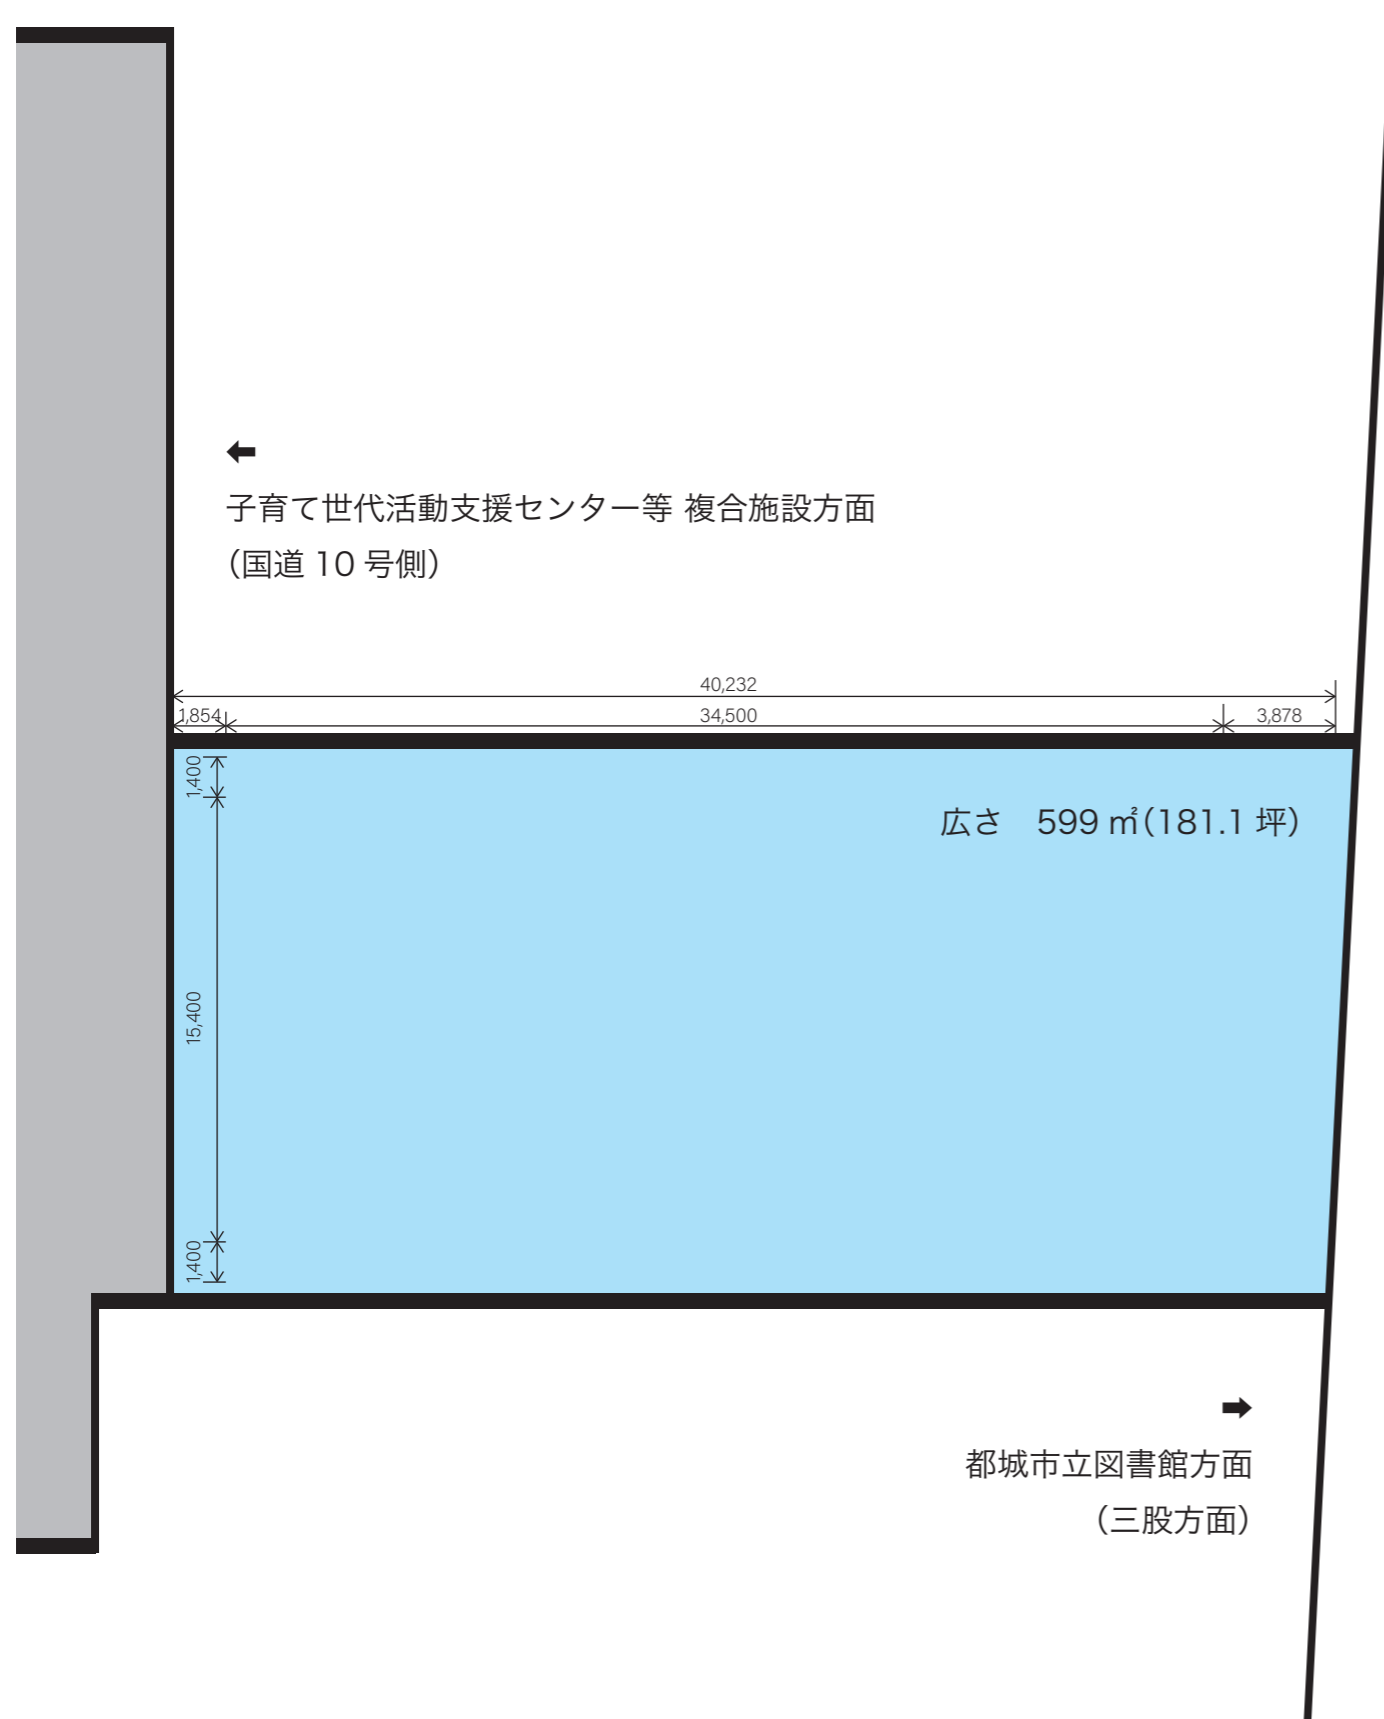 ⬅
子育て世代活動支援センター等 複合施設方面
（国道 10 号側）
40,232
1,854
34,500
3,878
1,400
広さ　599 ㎡（181.1 坪）
15,400
1,400
➡
都城市立図書館方面
（三股方面）